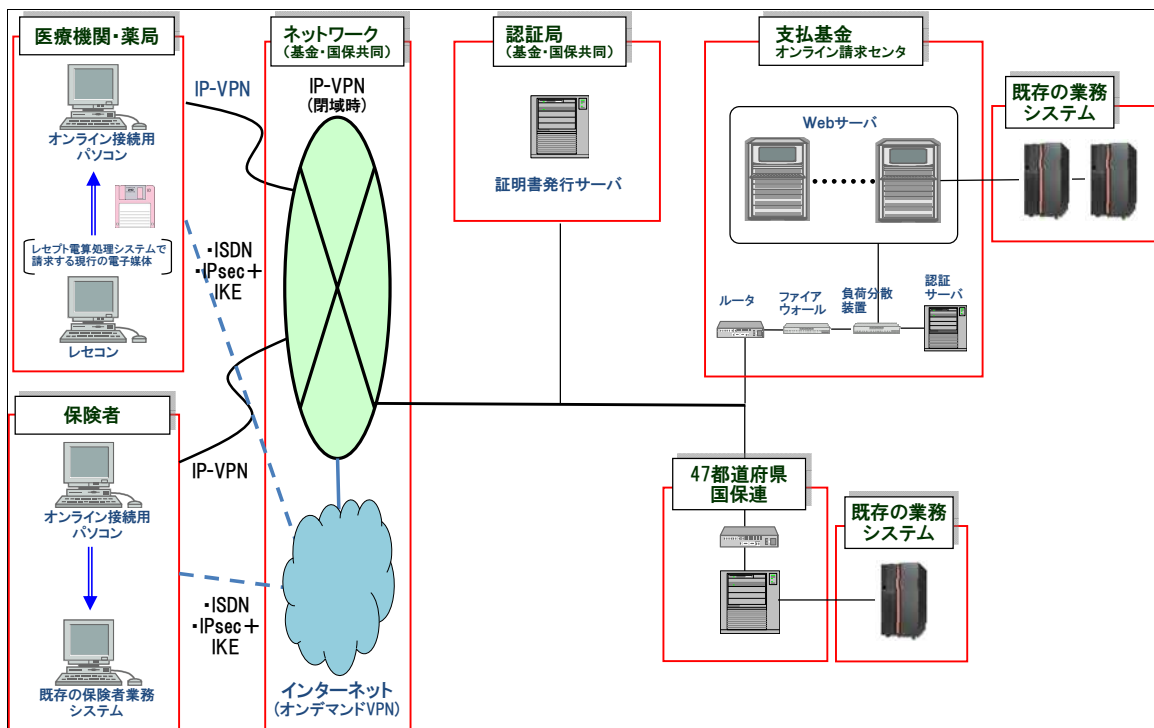 医療機関・薬局
オンライン接続用
パソコン
レセプト電算処理システムで
請求する現行の電子媒体
レセコン
保険者
オンライン接続用
パソコン
既存の保険者業務
システム
IP-VPN
・ISDN
・IPsec＋
IKE
IP-VPN
・ISDN
・IPsec＋
IKE
ネットワーク
(基金・国保共同)
IP-VPN
(閉域時)
インターネット
(オンデマンドVPN)
認証局
(基金・国保共同)
証明書発行サーバ
支払基金
オンライン請求センタ
Webサーバ
ルータ
ファイア
ウォール
負荷分散
装置
認証
サーバ
既存の業務
システム
47都道府県
国保連
既存の業務
システム